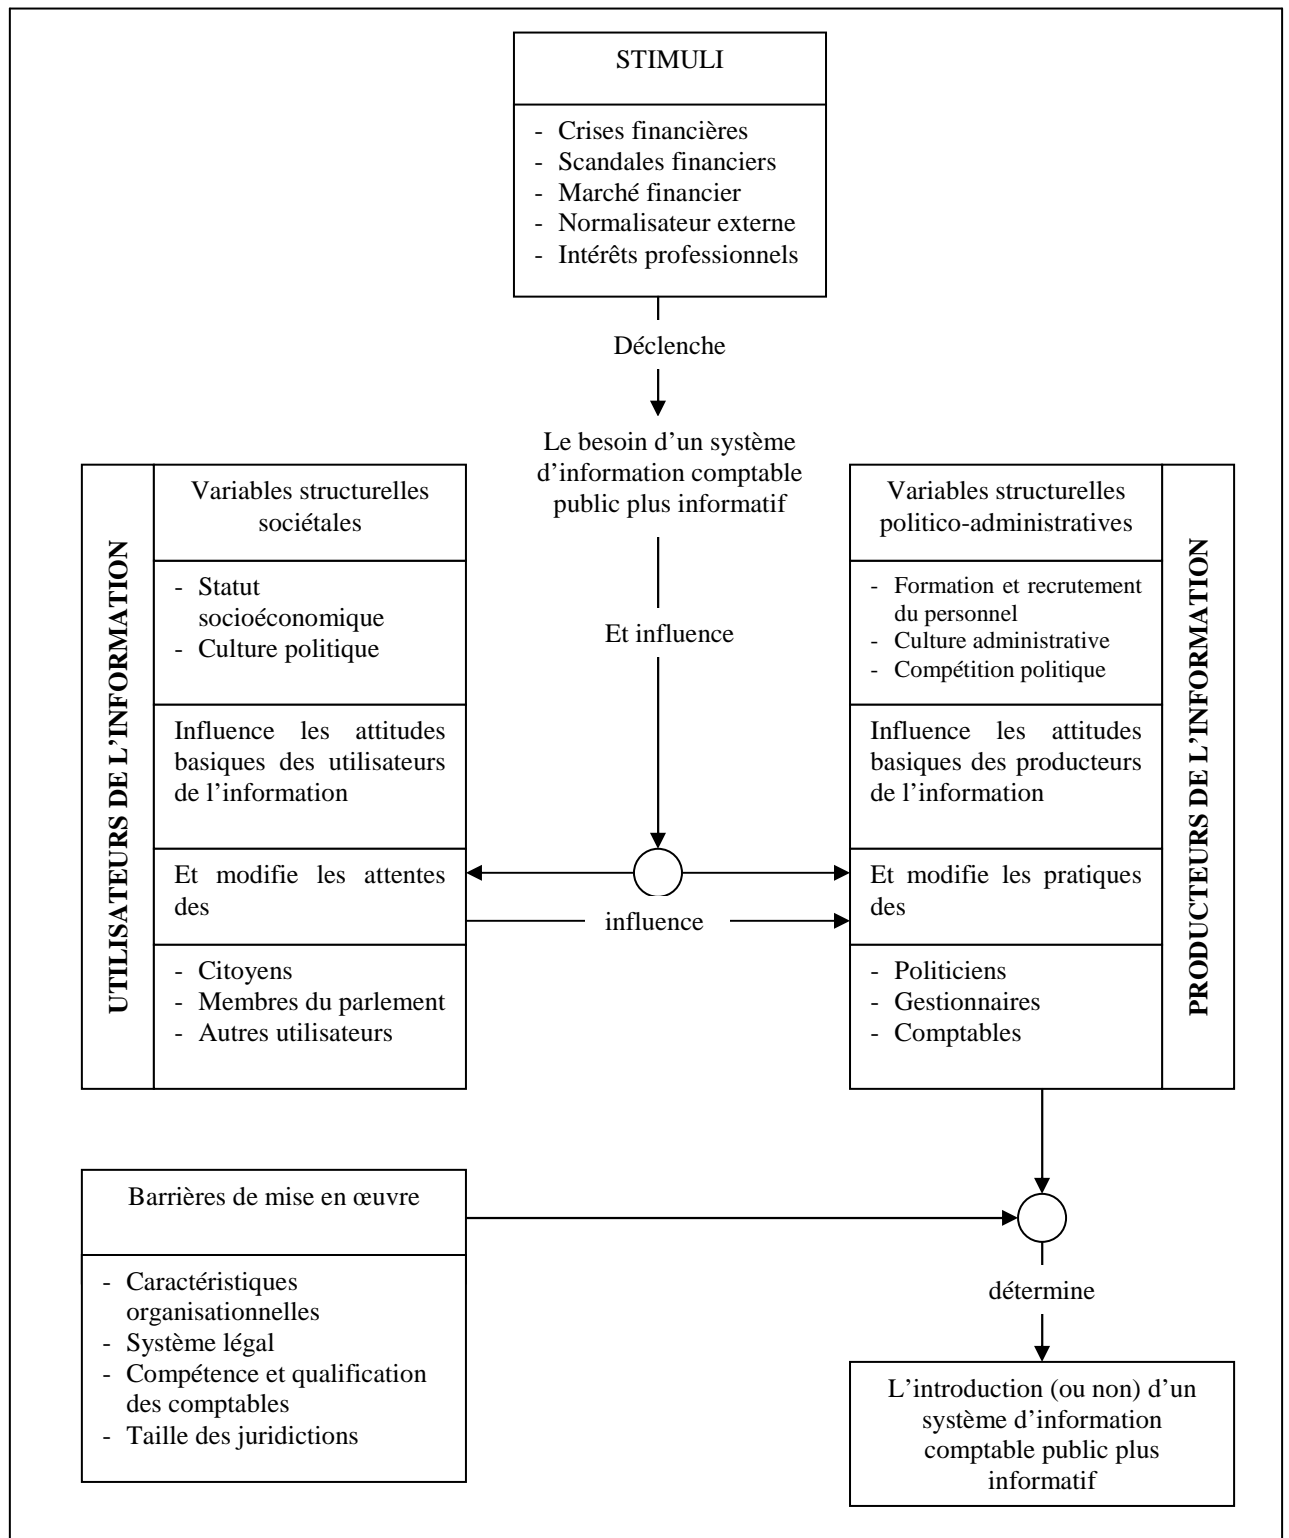 STIMULI
- Crises financières
- Scandales financiers
- Marché financier
- Normalisateur externe
- Intérêts professionnels
Déclenche
Le besoin d’un système
d’information comptable
public plus informatif
Et influence
UTILISATEURS DE L’INFORMATION
Variables structurelles
sociétales
- Statut
socioéconomique
- Culture politique
Influence les attitudes
basiques des utilisateurs
de l’information
Et modifie les attentes
des
- Citoyens
- Membres du parlement
- Autres utilisateurs
influence
Variables structurelles
politico-administratives
- Formation et recrutement
du personnel
- Culture administrative
- Compétition politique
Influence les attitudes
basiques des producteurs
de l’information
Et modifie les pratiques
des
- Politiciens
- Gestionnaires
- Comptables
PRODUCTEURS DE L’INFORMATION
Barrières de mise en œuvre
- Caractéristiques
organisationnelles
- Système légal
- Compétence et qualification
des comptables
- Taille des juridictions
détermine
L’introduction (ou non) d’un
système d’information
comptable public plus
informatif